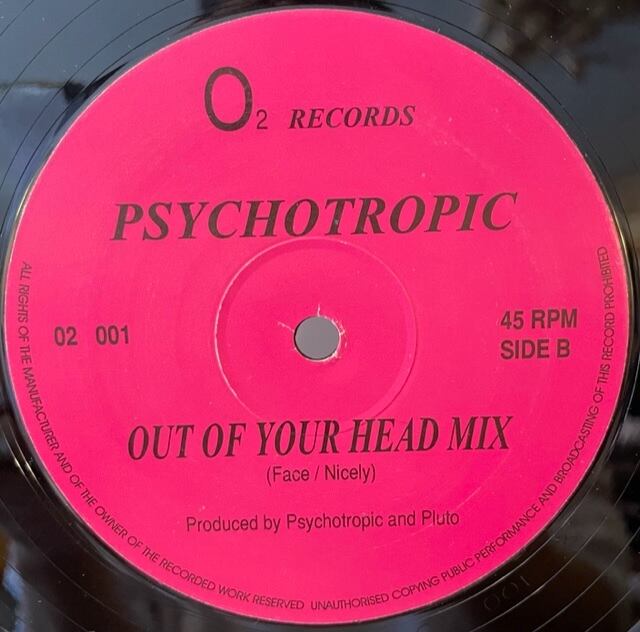 O2 RECORDS
PSYCHOTROPIC
02 001
45 RPM
SIDE B
OUT OF YOUR HEAD MIX
(Face / Nicely)
Produced by Psychotropic and Pluto
ALL RIGHTS OF THE MANUFACTURER AND OF THE OWNER OF THE RECORDED WORK RESERVED UNAUTHORISED COPYING PUBLIC PERFORMANCE AND BROADCASTING OF THIS RECORD PROHIBITED
001